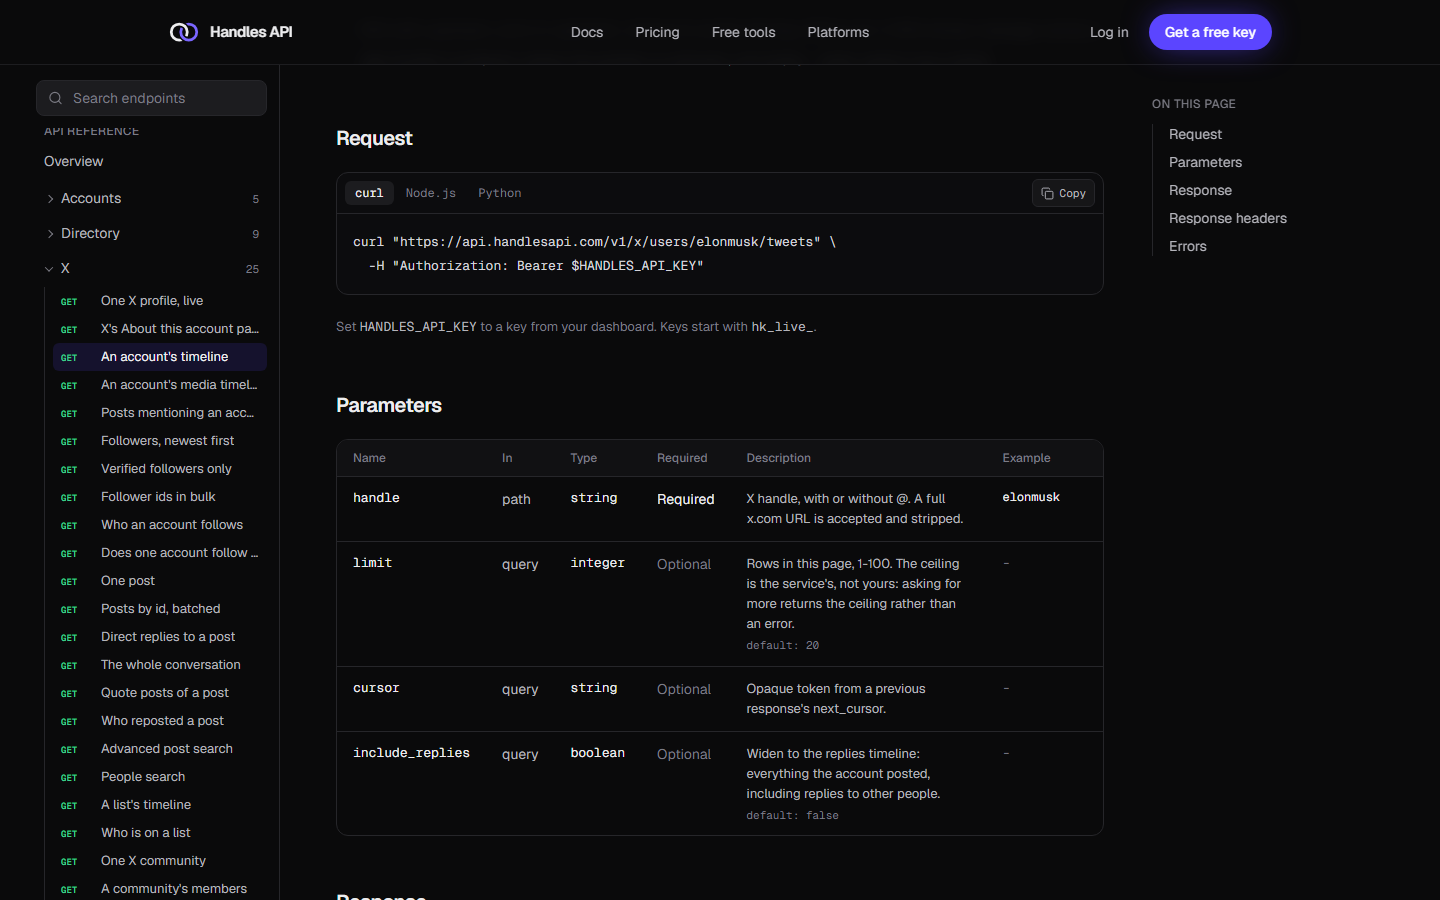 Handles API
Docs
Pricing
Free tools
Platforms
Log in
Get a free key
Search endpoints
API REFERENCE
Overview
Accounts 5
Directory 9
X 25
GET One X profile, live
GET X's About this account pa...
GET An account's timeline
GET An account's media timel...
GET Posts mentioning an acc...
GET Followers, newest first
GET Verified followers only
GET Follower ids in bulk
GET Who an account follows
GET Does one account follow ...
GET One post
GET Posts by id, batched
GET Direct replies to a post
GET The whole conversation
GET Quote posts of a post
GET Who reposted a post
GET Advanced post search
GET People search
GET A list's timeline
GET Who is on a list
GET One X community
GET A community's members
Request
curl Node.js Python Copy
curl "https://api.handlesapi.com/v1/x/users/elonmusk/tweets" \
-H "Authorization: Bearer $HANDLES_API_KEY"
Set HANDLES_API_KEY to a key from your dashboard. Keys start with hk_live_.
Parameters
Name In Type Required Description Example
handle path string Required X handle, with or without @. A full elonmusk
x.com URL is accepted and stripped.
limit query integer Optional Rows in this page, 1-100. The ceiling -
is the service's, not yours: asking for
more returns the ceiling rather than
an error.
default: 20
cursor query string Optional Opaque token from a previous -
response's next_cursor.
include_replies query boolean Optional Widen to the replies timeline: -
everything the account posted,
including replies to other people.
default: false
Response
ON THIS PAGE
Request
Parameters
Response
Response headers
Errors